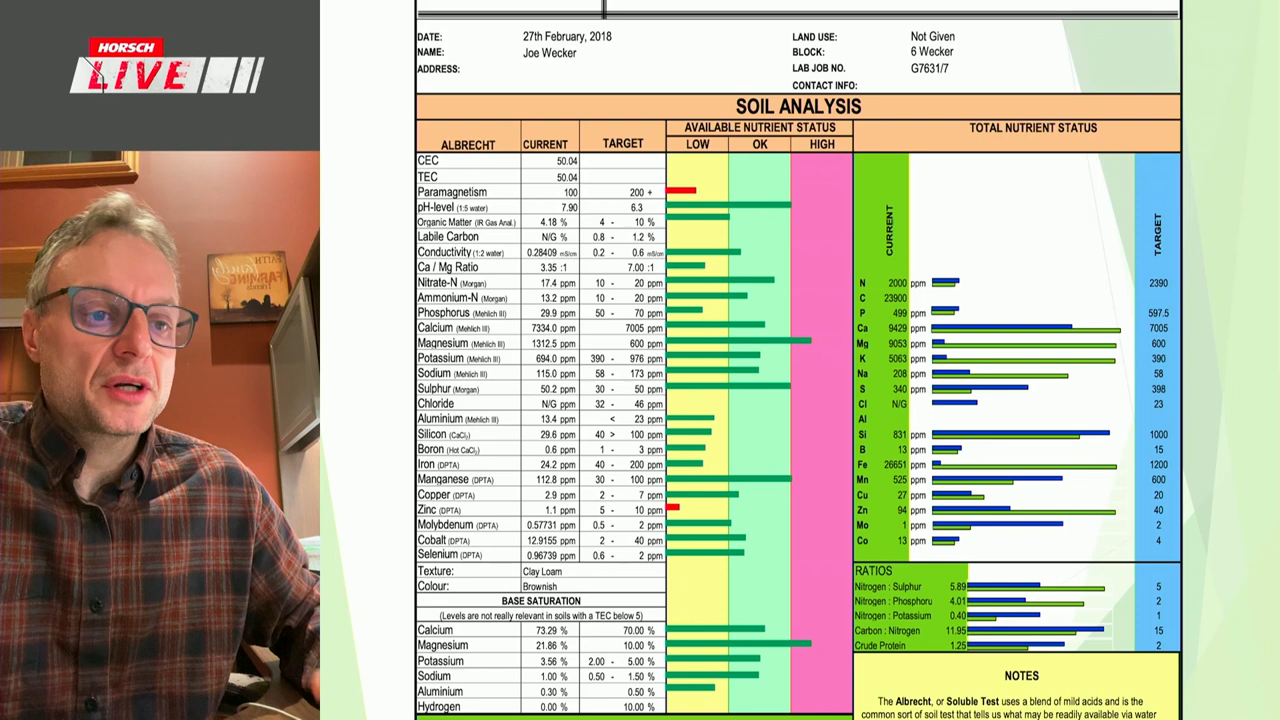 HORSCH
LIVE
FAITH
family
FARMING
Friends
DATE: 27th February, 2018 LAND USE: Not Given
NAME: Joe Wecker BLOCK: 6 Wecker
ADDRESS: LAB JOB NO. G7631/7
CONTACT INFO:
SOIL ANALYSIS
ALBRECHT CURRENT TARGET AVAILABLE NUTRIENT STATUS TOTAL NUTRIENT STATUS
LOW OK HIGH
CURRENT TARGET
CEC 50.04
TEC 50.04
Paramagnetism 100 200 +
pH-level (1:5 water) 7.90 6.3
Organic Matter (IR Gas Anal.) 4.18 % 4 - 10 %
Labile Carbon N/G % 0.8 - 1.2 %
Conductivity (1:2 water) 0.28409 mS/cm 0.2 - 0.6 mS/cm
Ca / Mg Ratio 3.35 :1 7.00 :1
Nitrate-N (Morgan) 17.4 ppm 10 - 20 ppm N 2000 ppm 2390
Ammonium-N (Morgan) 13.2 ppm 10 - 20 ppm C 23900
Phosphorus (Mehlich III) 29.9 ppm 50 - 70 ppm P 499 ppm 597.5
Calcium (Mehlich III) 7334.0 ppm 7005 ppm Ca 9429 ppm 7005
Magnesium (Mehlich III) 1312.5 ppm 600 ppm Mg 9053 ppm 600
Potassium (Mehlich III) 694.0 ppm 390 - 976 ppm K 5063 ppm 390
Sodium (Mehlich III) 115.0 ppm 58 - 173 ppm Na 208 ppm 58
Sulphur (Morgan) 50.2 ppm 30 - 50 ppm S 340 ppm 398
Chloride N/G ppm 32 - 46 ppm Cl N/G 23
Aluminium (Mehlich III) 13.4 ppm < 23 ppm Al
Silicon (CaCl₂) 29.6 ppm 40 > 100 ppm Si 831 ppm 1000
Boron (Hot CaCl₂) 0.6 ppm 1 - 3 ppm B 13 ppm 15
Iron (DPTA) 24.2 ppm 40 - 200 ppm Fe 26651 ppm 1200
Manganese (DPTA) 112.8 ppm 30 - 100 ppm Mn 525 ppm 600
Copper (DPTA) 2.9 ppm 2 - 7 ppm Cu 27 ppm 20
Zinc (DPTA) 1.1 ppm 5 - 10 ppm Zn 94 ppm 40
Molybdenum (DPTA) 0.57731 ppm 0.5 - 2 ppm Mo 1 ppm 2
Cobalt (DPTA) 12.9155 ppm 2 - 40 ppm Co 13 ppm 4
Selenium (DPTA) 0.96739 ppm 0.6 - 2 ppm
Texture: Clay Loam RATIOS
Colour: Brownish Nitrogen : Sulphur 5.89 5
BASE SATURATION Nitrogen : Phosphoru 4.01 2
(Levels are not really relevant in soils with a TEC below 5) Nitrogen : Potassium 0.40 1
Calcium 73.29 % 70.00 % Carbon : Nitrogen 11.95 15
Magnesium 21.86 % 10.00 % Crude Protein 1.25 2
Potassium 3.56 % 2.00 - 5.00 %
Sodium 1.00 % 0.50 - 1.50 % NOTES
Aluminium 0.30 % 0.50 % The Albrecht, or Soluble Test uses a blend of mild acids and is the
Hydrogen 0.00 % 10.00 % common sort of soil test that tells us what may be readily available via water